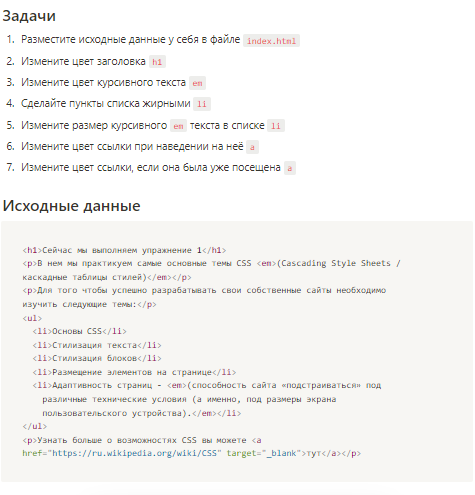 Задачи
1. Разместите исходные данные у себя в файле index.html
2. Измените цвет заголовка h1
3. Измените цвет курсивного текста em
4. Сделайте пункты списка жирными li
5. Измените размер курсивного em текста в списке li
6. Измените цвет ссылки при наведении на неё a
7. Измените цвет ссылки, если она была уже посещена a
Исходные данные
<h1>Сейчас мы выполняем упражнение 1</h1>
<p>В нем мы практикуем самые основные темы CSS <em>(Cascading Style Sheets /
каскадные таблицы стилей)</em></p>
<p>Для того чтобы успешно разрабатывать свои собственные сайты необходимо
изучить следующие темы:</p>
<ul>
<li>Основы CSS</li>
<li>Стилизация текста</li>
<li>Стилизация блоков</li>
<li>Размещение элементов на странице</li>
<li>Адаптивность страниц - <em>(способность сайта «подстраиваться» под
различные технические условия (а именно, под размеры экрана
пользовательского устройства).</em></li>
</ul>
<p>Узнать больше о возможностях CSS вы можете <a
href="https://ru.wikipedia.org/wiki/CSS" target="_blank">тут</a></p>